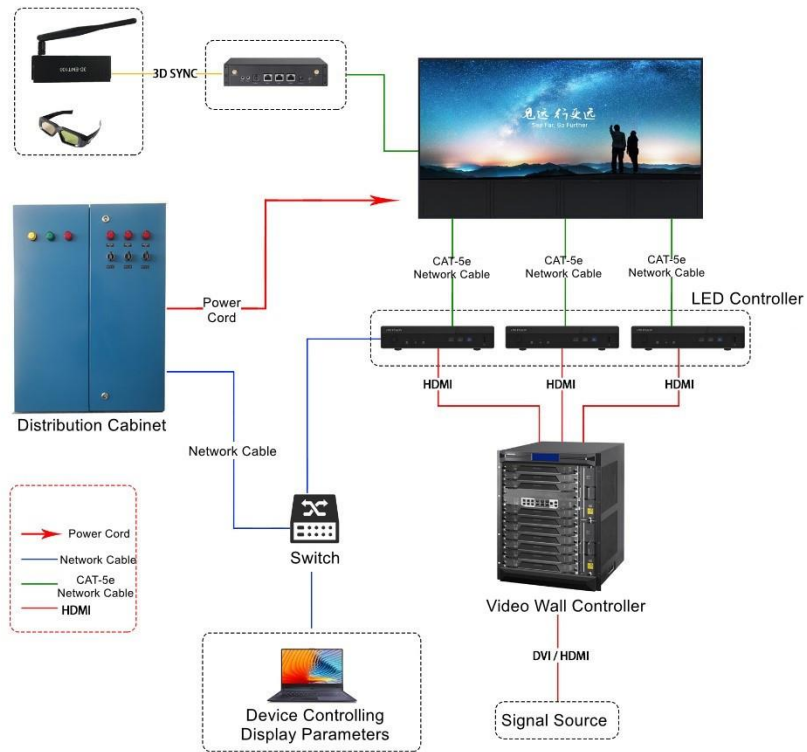 3D SYNC
见远 行更远
See Far, Go Further
CAT-5e
Network Cable
CAT-5e
Network Cable
CAT-5e
Network Cable
LED Controller
Power
Cord
HDMI
HDMI
HDMI
Distribution Cabinet
Network Cable
Power Cord
Network Cable
CAT-5e
Network Cable
HDMI
Switch
Video Wall Controller
DVI / HDMI
Device Controlling
Display Parameters
Signal Source